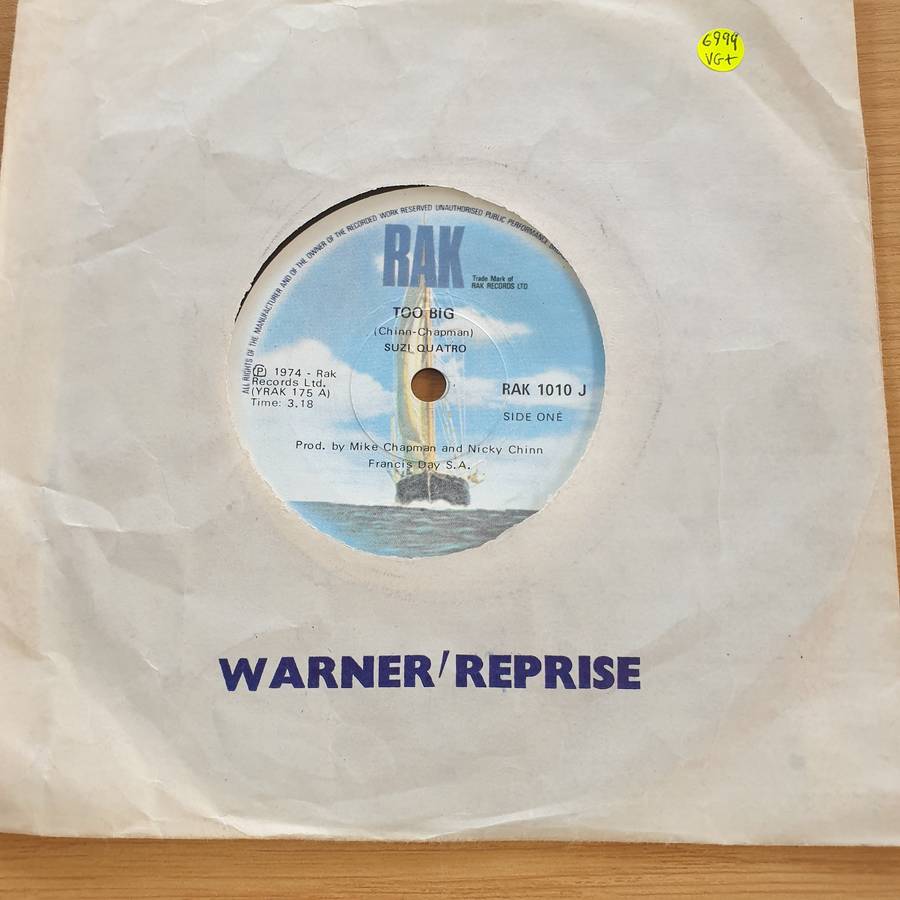 6999
VG+
ALL RIGHTS OF THE MANUFACTURER AND OF THE OWNER OF THE RECORDED WORK RESERVED UNAUTHORISED PUBLIC PERFORMANCE
RAK
Trade Mark of
RAK RECORDS LTD
TOO BIG
(Chinn-Chapman)
SUZI QUATRO
Ⓟ 1974 - Rak
Records Ltd.
(YRAK 175 A)
Time: 3.18
RAK 1010 J
SIDE ONE
Prod. by Mike Chapman and Nicky Chinn
Francis Day S.A.
WARNER/REPRISE